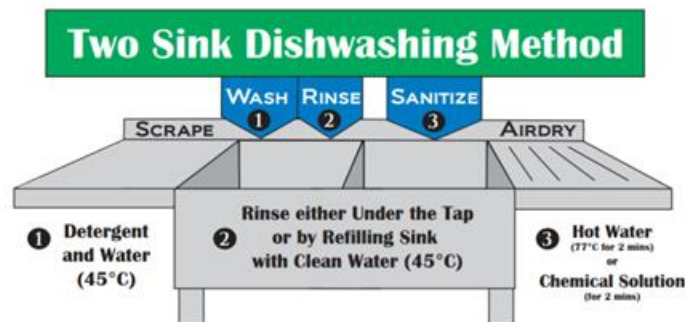 Two Sink Dishwashing Method
WASH RINSE SANITIZE
1 2 3
SCRAPE AIRDRY
1 Detergent
and Water
(45°C)
2 Rinse either Under the Tap
or by Refilling Sink
with Clean Water (45°C)
3 Hot Water
(77°C for 2 mins)
or
Chemical Solution
(for 2 mins)